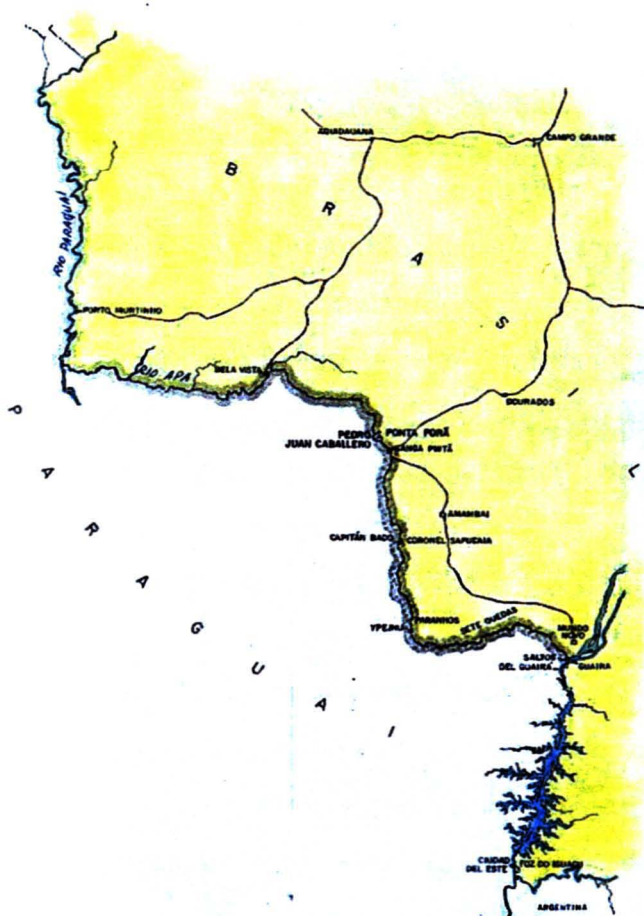 AQUIDAUANA
CAMPO GRANDE
BRASIL
RIO PARAGUAI
PORTO MURTINHO
RIO APA
BELA VISTA
DOURADOS
PEDRO
JUAN CABALLERO
PONTA PORÃ
SANGA PUITÃ
PARAGUAI
AMAMBAI
CAPITÁN BADO
CORONEL SAPUCAIA
YPEJHU
PARANHOS
SETE QUEDAS
MUNDO
NOVO
SALTOS
DEL GUAIRA
GUAIRA
CIUDAD
DEL ESTE
FOZ DO IGUAÇU
ARGENTINA